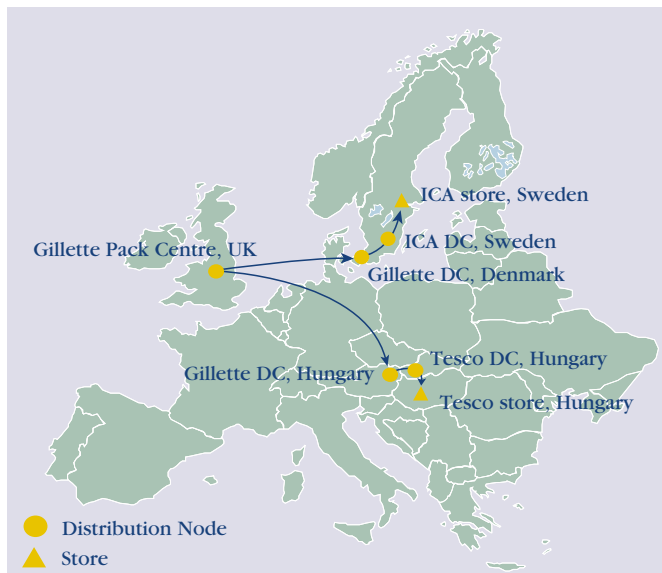 ICA store, Sweden
ICA DC, Sweden
Gillette Pack Centre, UK
Gillette DC, Denmark
Tesco DC, Hungary
Gillette DC, Hungary
Tesco store, Hungary
Distribution Node
Store